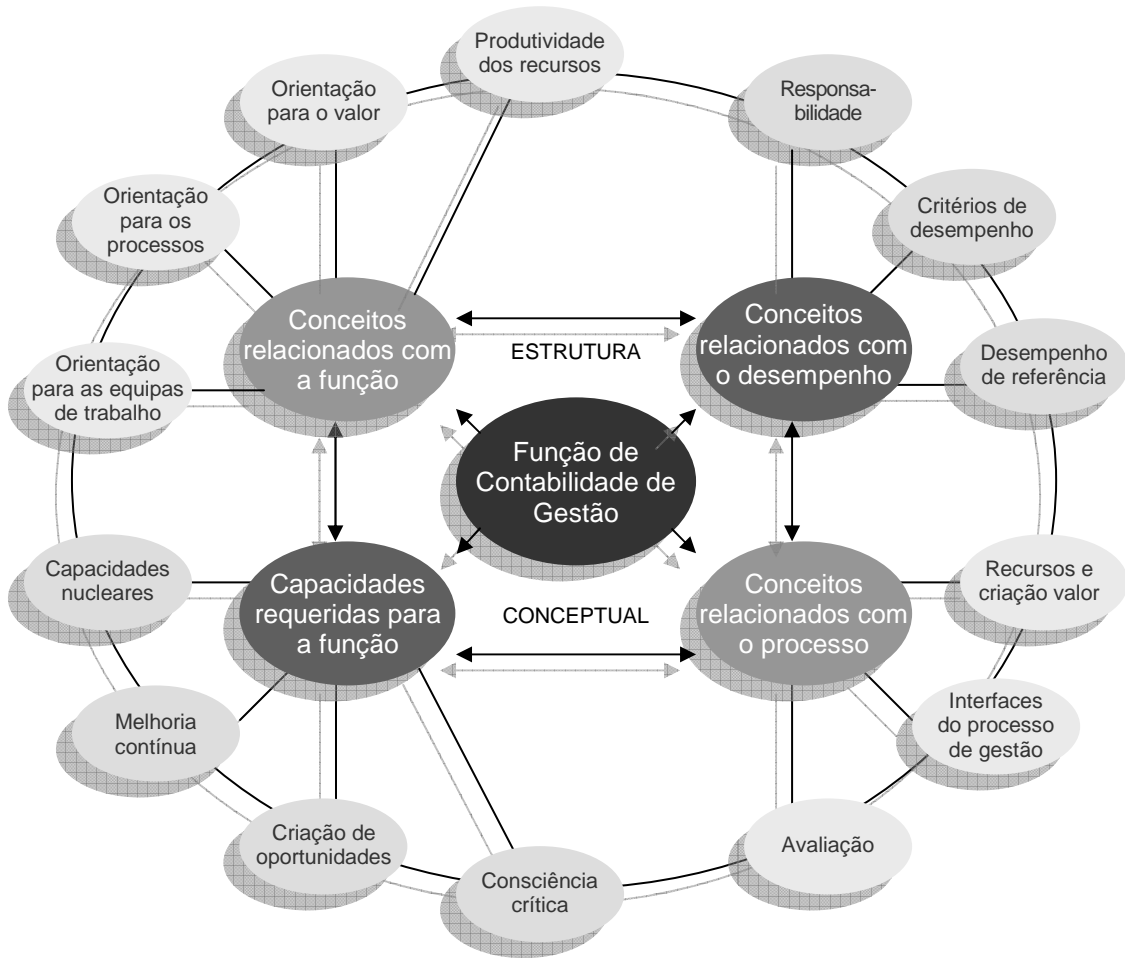 Produtividade
dos recursos
Orientação
para o valor
Responsa-
bilidade
Orientação
para os
processos
Critérios de
desempenho
Conceitos
relacionados com
a função
ESTRUTURA
Conceitos
relacionados com
o desempenho
Orientação
para as equipas
de trabalho
Desempenho
de referência
Função de
Contabilidade de
Gestão
Capacidades
nucleares
Capacidades
requeridas para
a função
CONCEPTUAL
Conceitos
relacionados com
o processo
Recursos e
criação valor
Melhoria
contínua
Interfaces
do processo
de gestão
Criação de
oportunidades
Consciência
crítica
Avaliação